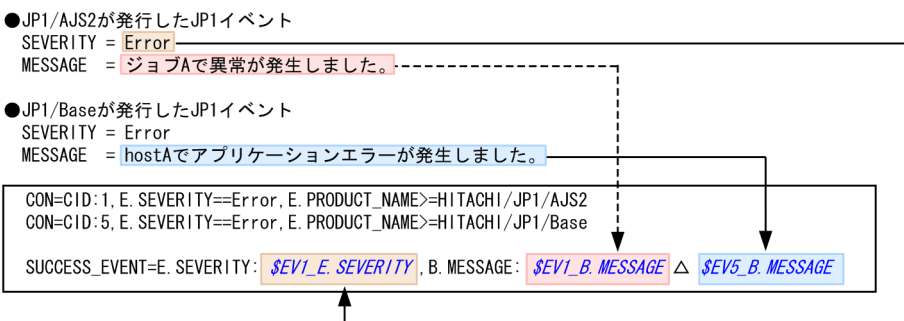 ●JP1/AJS2が発行したJP1イベント
SEVERITY = Error
MESSAGE = ジョブAで異常が発生しました。
●JP1/Baseが発行したJP1イベント
SEVERITY = Error
MESSAGE = hostAでアプリケーションエラーが発生しました。
CON=CID:1,E.SEVERITY==Error,E.PRODUCT_NAME>=HITACHI/JP1/AJS2
CON=CID:5,E.SEVERITY==Error,E.PRODUCT_NAME>=HITACHI/JP1/Base
SUCCESS_EVENT=E.SEVERITY: $EV1_E.SEVERITY ,B.MESSAGE: $EV1_B.MESSAGE △ $EV5_B.MESSAGE